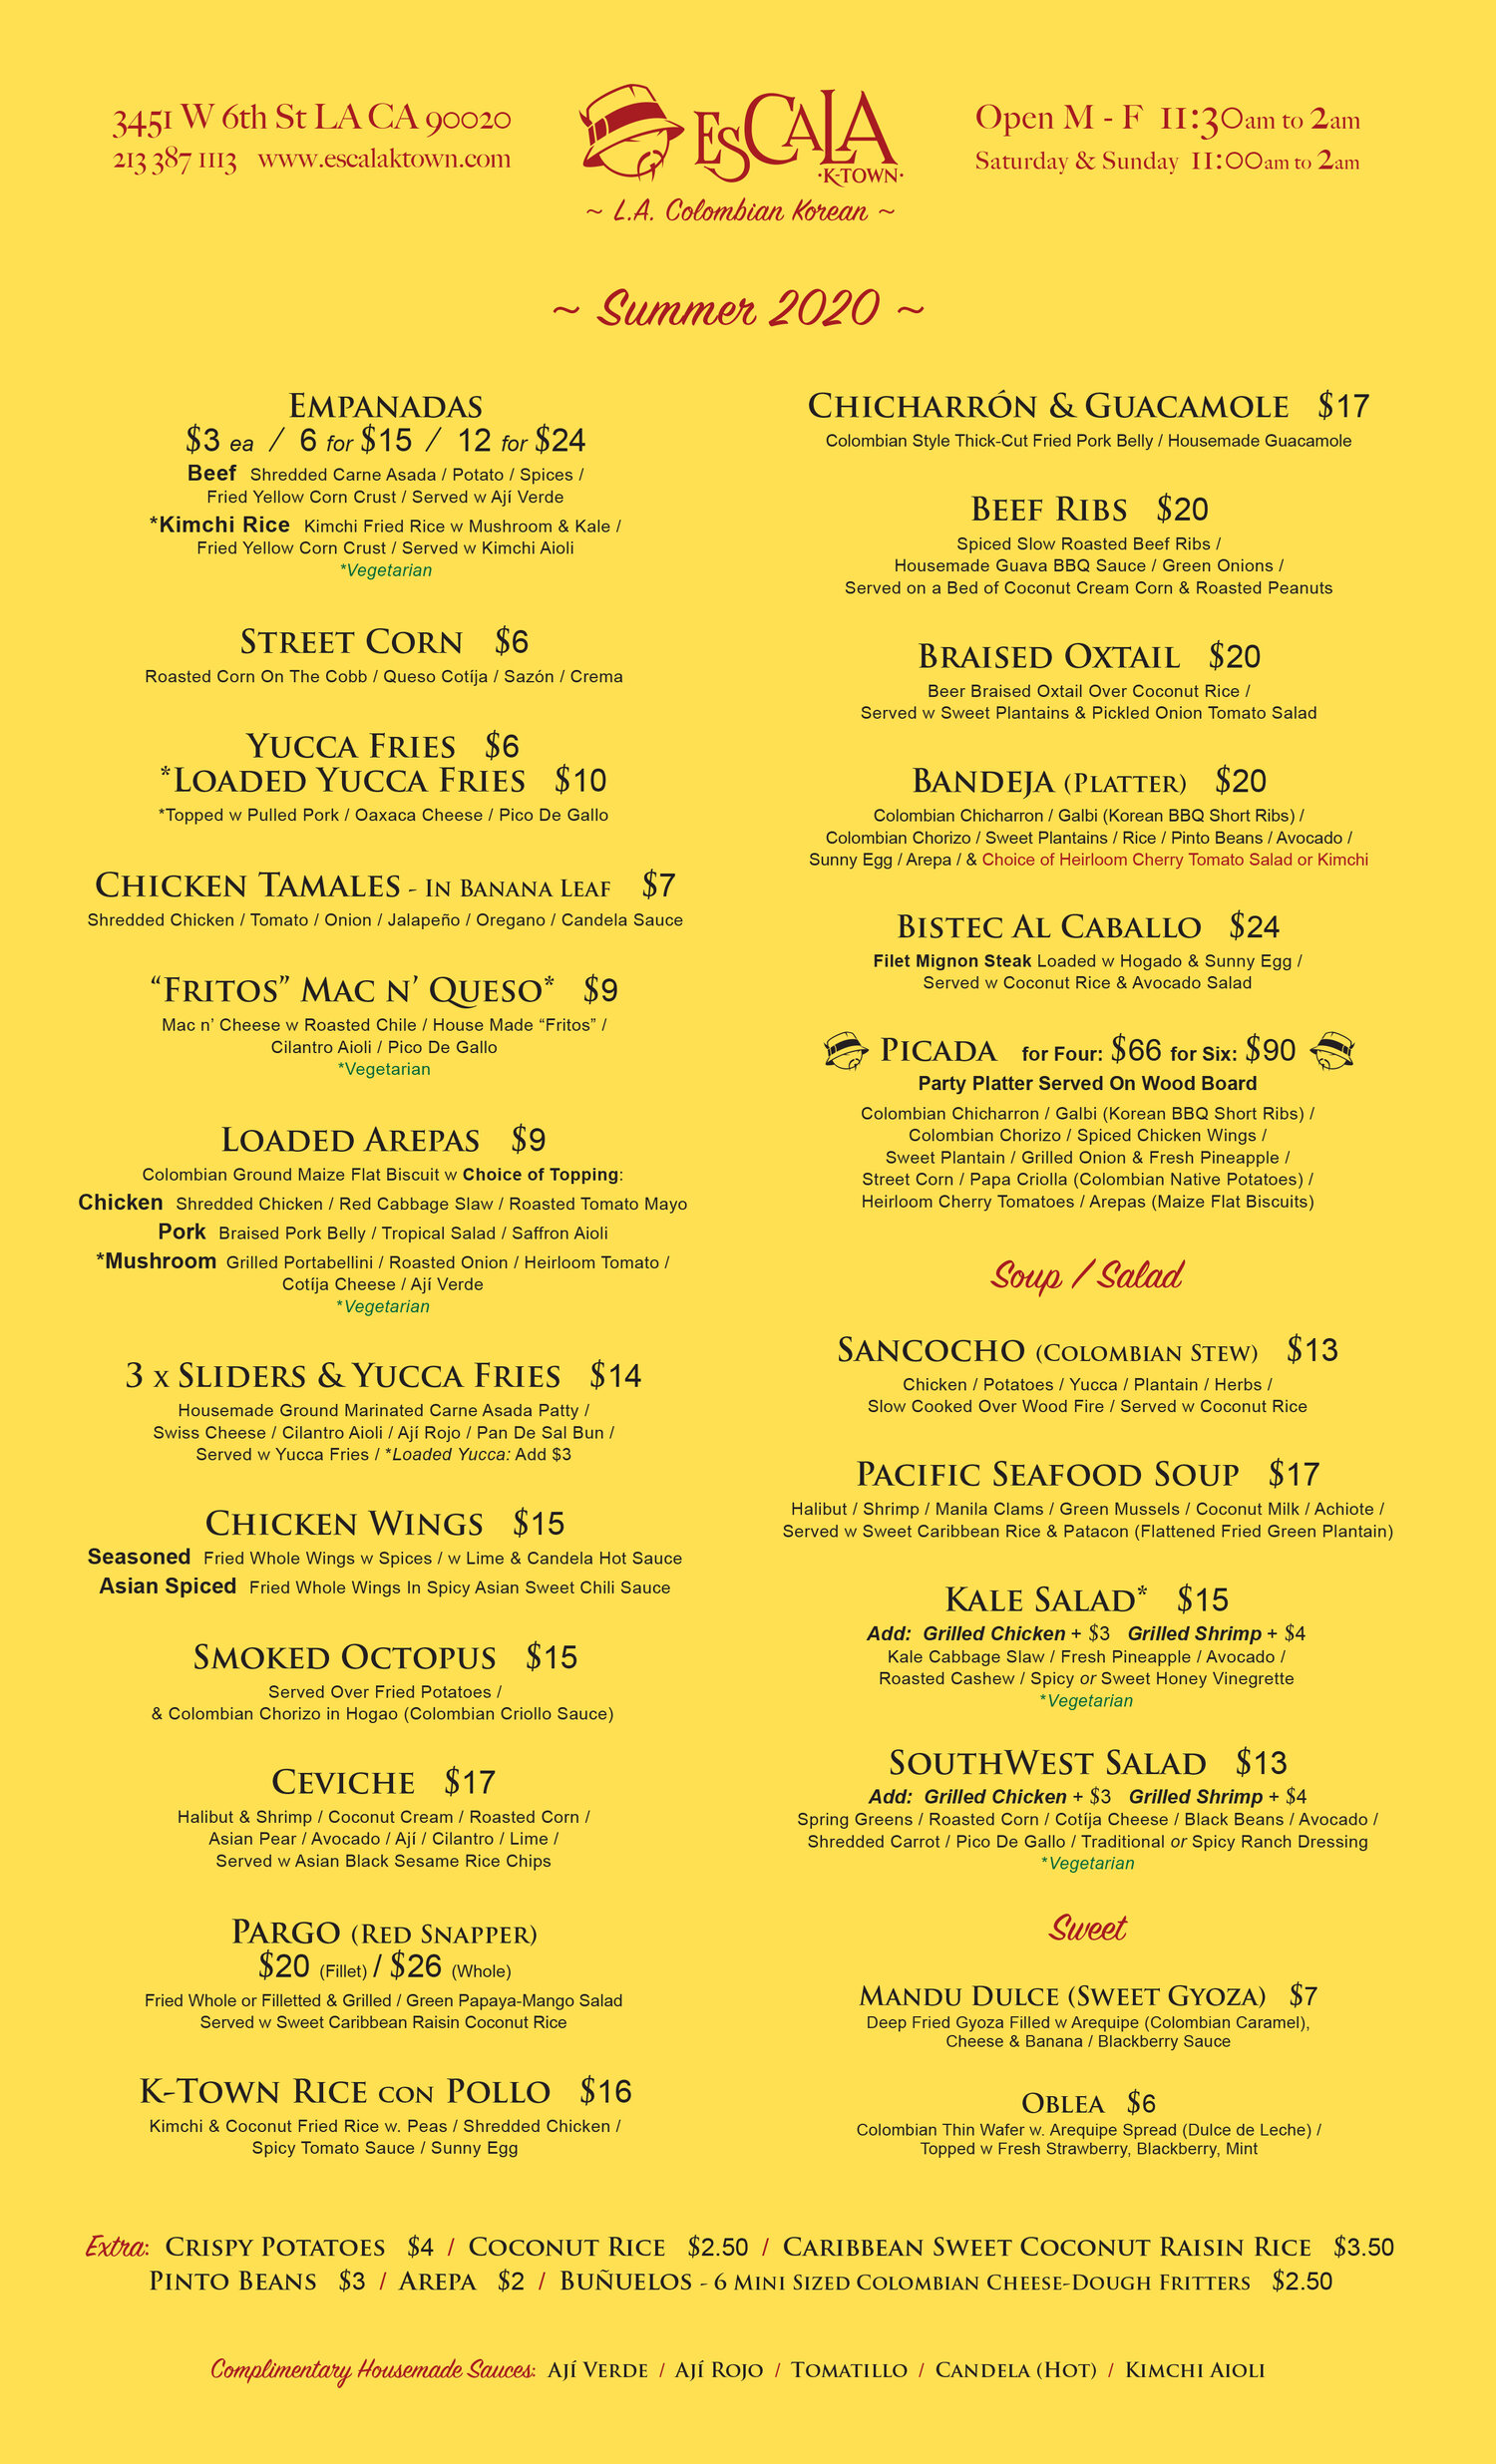 3451 W 6th St LA CA 90020
213 387 1113 www.escalaktown.com
ESCALA
·K-TOWN·
~ L.A. Colombian Korean ~
Open M - F 11:30am to 2am
Saturday & Sunday 11:00am to 2am
~ Summer 2020 ~
EMPANADAS
$3 ea / 6 for $15 / 12 for $24
Beef Shredded Carne Asada / Potato / Spices /
Fried Yellow Corn Crust / Served w Ají Verde
*Kimchi Rice Kimchi Fried Rice w Mushroom & Kale /
Fried Yellow Corn Crust / Served w Kimchi Aioli
*Vegetarian
STREET CORN $6
Roasted Corn On The Cobb / Queso Cotíja / Sazón / Crema
YUCCA FRIES $6
*LOADED YUCCA FRIES $10
*Topped w Pulled Pork / Oaxaca Cheese / Pico De Gallo
CHICKEN TAMALES - IN BANANA LEAF $7
Shredded Chicken / Tomato / Onion / Jalapeño / Oregano / Candela Sauce
“FRITOS” MAC N’ QUESO* $9
Mac n’ Cheese w Roasted Chile / House Made “Fritos” /
Cilantro Aioli / Pico De Gallo
*Vegetarian
LOADED AREPAS $9
Colombian Ground Maize Flat Biscuit w Choice of Topping:
Chicken Shredded Chicken / Red Cabbage Slaw / Roasted Tomato Mayo
Pork Braised Pork Belly / Tropical Salad / Saffron Aioli
*Mushroom Grilled Portabellini / Roasted Onion / Heirloom Tomato /
Cotíja Cheese / Ají Verde
*Vegetarian
3 X SLIDERS & YUCCA FRIES $14
Housemade Ground Marinated Carne Asada Patty /
Swiss Cheese / Cilantro Aioli / Ají Rojo / Pan De Sal Bun /
Served w Yucca Fries / *Loaded Yucca: Add $3
CHICKEN WINGS $15
Seasoned Fried Whole Wings w Spices / w Lime & Candela Hot Sauce
Asian Spiced Fried Whole Wings In Spicy Asian Sweet Chili Sauce
SMOKED OCTOPUS $15
Served Over Fried Potatoes /
& Colombian Chorizo in Hogao (Colombian Criollo Sauce)
CEVICHE $17
Halibut & Shrimp / Coconut Cream / Roasted Corn /
Asian Pear / Avocado / Ají / Cilantro / Lime /
Served w Asian Black Sesame Rice Chips
PARGO (RED SNAPPER)
$20 (Fillet) / $26 (Whole)
Fried Whole or Filletted & Grilled / Green Papaya-Mango Salad
Served w Sweet Caribbean Raisin Coconut Rice
K-TOWN RICE CON POLLO $16
Kimchi & Coconut Fried Rice w. Peas / Shredded Chicken /
Spicy Tomato Sauce / Sunny Egg
CHICHARRÓN & GUACAMOLE $17
Colombian Style Thick-Cut Fried Pork Belly / Housemade Guacamole
BEEF RIBS $20
Spiced Slow Roasted Beef Ribs /
Housemade Guava BBQ Sauce / Green Onions /
Served on a Bed of Coconut Cream Corn & Roasted Peanuts
BRAISED OXTAIL $20
Beer Braised Oxtail Over Coconut Rice /
Served w Sweet Plantains & Pickled Onion Tomato Salad
BANDEJA (PLATTER) $20
Colombian Chicharron / Galbi (Korean BBQ Short Ribs) /
Colombian Chorizo / Sweet Plantains / Rice / Pinto Beans / Avocado /
Sunny Egg / Arepa / & Choice of Heirloom Cherry Tomato Salad or Kimchi
BISTEC AL CABALLO $24
Filet Mignon Steak Loaded w Hogado & Sunny Egg /
Served w Coconut Rice & Avocado Salad
PICADA for Four: $66 for Six: $90
Party Platter Served On Wood Board
Colombian Chicharron / Galbi (Korean BBQ Short Ribs) /
Colombian Chorizo / Spiced Chicken Wings /
Sweet Plantain / Grilled Onion & Fresh Pineapple /
Street Corn / Papa Criolla (Colombian Native Potatoes) /
Heirloom Cherry Tomatoes / Arepas (Maize Flat Biscuits)
Soup / Salad
SANCOCHO (COLOMBIAN STEW) $13
Chicken / Potatoes / Yucca / Plantain / Herbs /
Slow Cooked Over Wood Fire / Served w Coconut Rice
PACIFIC SEAFOOD SOUP $17
Halibut / Shrimp / Manila Clams / Green Mussels / Coconut Milk / Achiote /
Served w Sweet Caribbean Rice & Patacon (Flattened Fried Green Plantain)
KALE SALAD* $15
Add: Grilled Chicken + $3 Grilled Shrimp + $4
Kale Cabbage Slaw / Fresh Pineapple / Avocado /
Roasted Cashew / Spicy or Sweet Honey Vinegrette
*Vegetarian
SOUTHWEST SALAD $13
Add: Grilled Chicken + $3 Grilled Shrimp + $4
Spring Greens / Roasted Corn / Cotíja Cheese / Black Beans / Avocado /
Shredded Carrot / Pico De Gallo / Traditional or Spicy Ranch Dressing
*Vegetarian
Sweet
MANDU DULCE (SWEET GYOZA) $7
Deep Fried Gyoza Filled w Arequipe (Colombian Caramel),
Cheese & Banana / Blackberry Sauce
OBLEA $6
Colombian Thin Wafer w. Arequipe Spread (Dulce de Leche) /
Topped w Fresh Strawberry, Blackberry, Mint
Extra: CRISPY POTATOES $4 / COCONUT RICE $2.50 / CARIBBEAN SWEET COCONUT RAISIN RICE $3.50
PINTO BEANS $3 / AREPA $2 / BUÑUELOS - 6 MINI SIZED COLOMBIAN CHEESE-DOUGH FRITTERS $2.50
Complimentary Housemade Sauces: AJÍ VERDE / AJÍ ROJO / TOMATILLO / CANDELA (HOT) / KIMCHI AIOLI